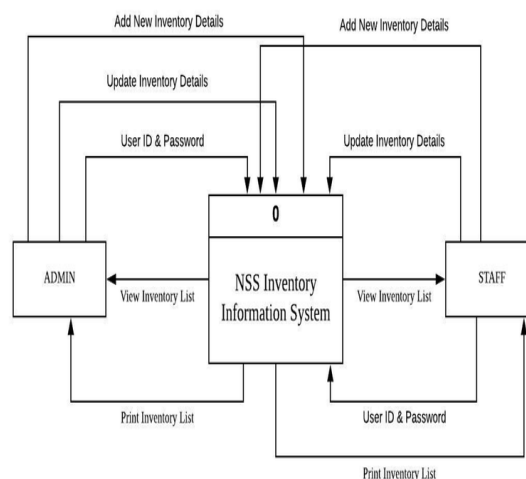 Add New Inventory Details
Add New Inventory Details
Update Inventory Details
User ID & Password
Update Inventory Details
0
ADMIN
NSS Inventory
Information System
STAFF
View Inventory List
View Inventory List
Print Inventory List
User ID & Password
Print Inventory List